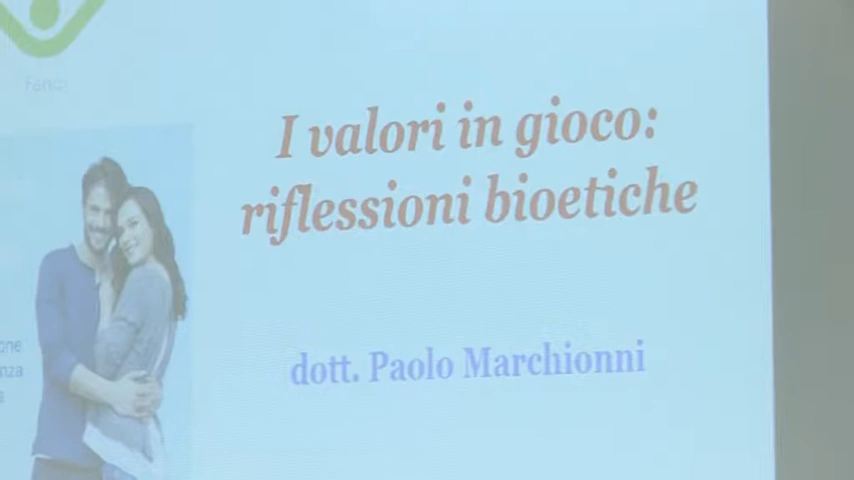 I valori in gioco:
riflessioni bioetiche
dott. Paolo Marchionni